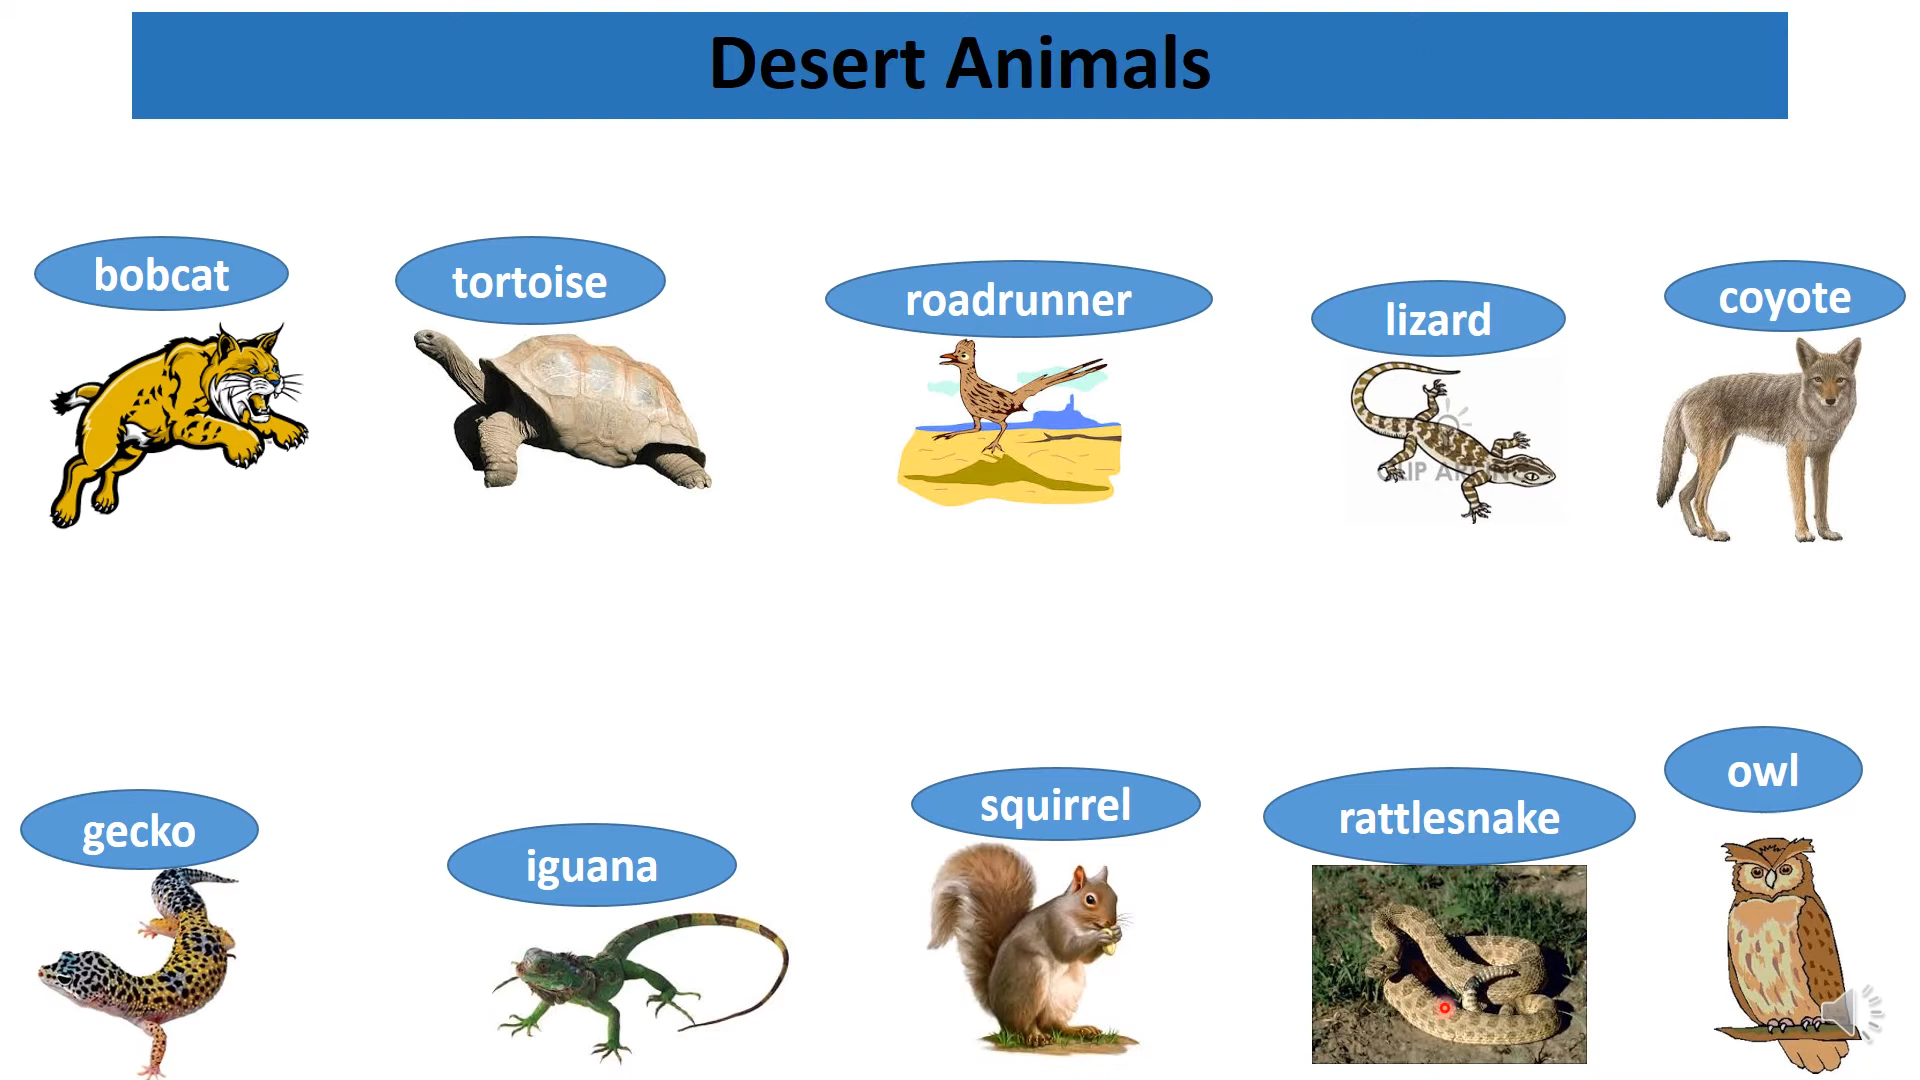 Desert Animals
bobcat
tortoise
roadrunner
lizard
coyote
gecko
iguana
squirrel
rattlesnake
owl